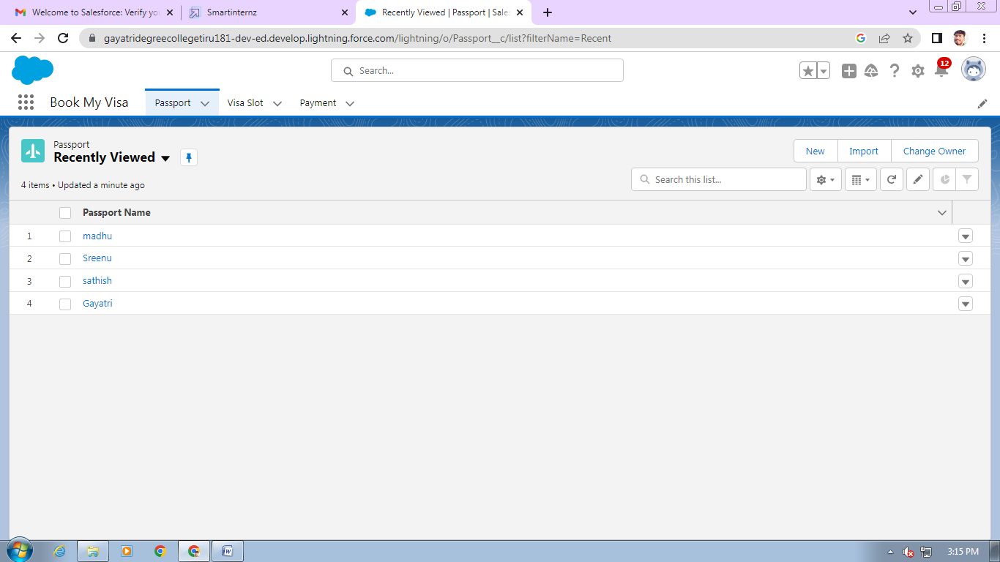 Welcome to Salesforce: Verify yo
Smartinternz
Recently Viewed | Passport | Sale
gayatridegreecollegetiru181-dev-ed.develop.lightning.force.com/lightning/o/Passport__c/list?filterName=Recent
Search...
12
Book My Visa
Passport
Visa Slot
Payment
Passport
Recently Viewed
New
Import
Change Owner
4 items • Updated a minute ago
Search this list...
Passport Name
1 madhu
2 Sreenu
3 sathish
4 Gayatri
3:15 PM